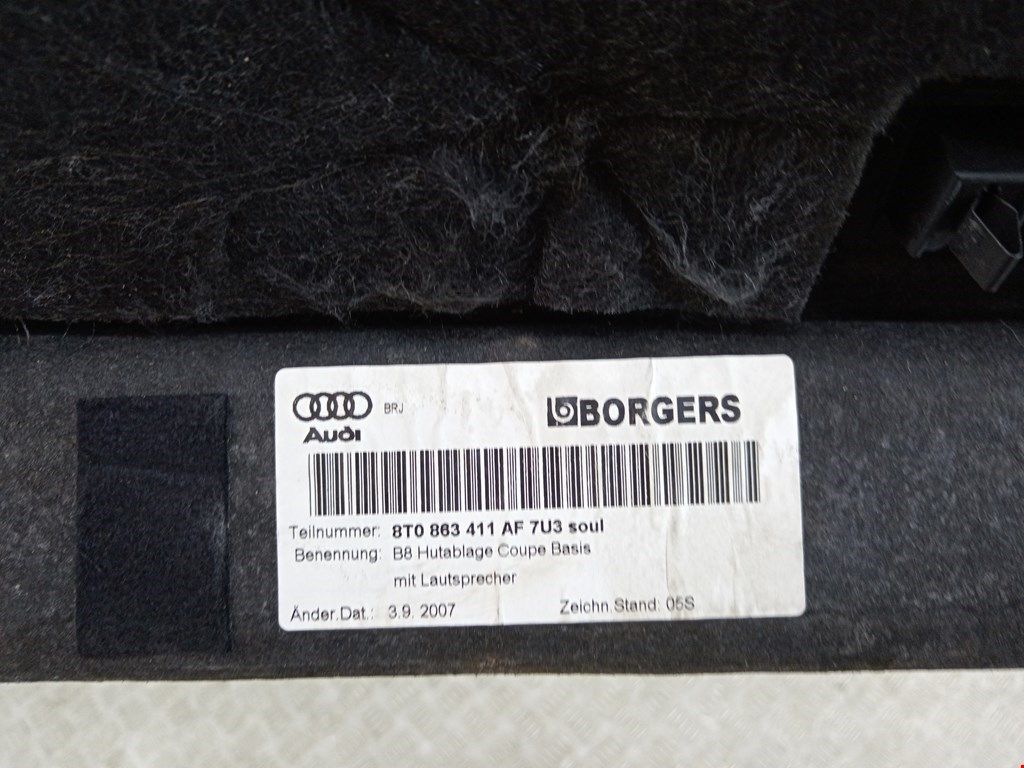 BRJ
Audi
BORGERS
Teilnummer: 8T0 863 411 AF 7U3 soul
Benennung: B8 Hutablage Coupe Basis
mit Lautsprecher
Änder.Dat.: 3.9. 2007 Zeichn.Stand: 05S